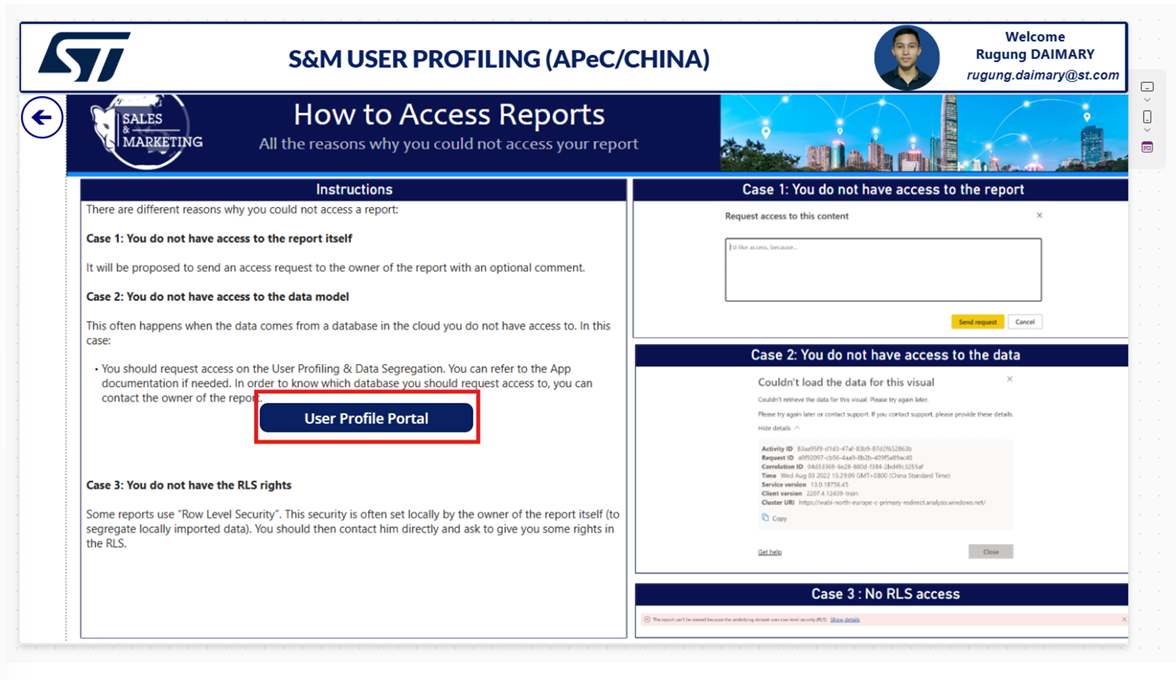 ST
S&M USER PROFILING (APeC/CHINA)
Welcome
Rugung DAIMARY
rugung.daimary@st.com
SALES
&
MARKETING
How to Access Reports
All the reasons why you could not access your report
Instructions
There are different reasons why you could not access a report:
Case 1: You do not have access to the report itself
It will be proposed to send an access request to the owner of the report with an optional comment.
Case 2: You do not have access to the data model
This often happens when the data comes from a database in the cloud you do not have access to. In this
case:
• You should request access on the User Profiling & Data Segregation. You can refer to the App
documentation if needed. In order to know which database you should request access to, you can
contact the owner of the report.
User Profile Portal
Case 3: You do not have the RLS rights
Some reports use "Row Level Security". This security is often set locally by the owner of the report itself (to
segregate locally imported data). You should then contact him directly and ask to give you some rights in
the RLS.
Case 1: You do not have access to the report
Request access to this content
I'd like access, because...
Send request
Cancel
Case 2: You do not have access to the data
Couldn't load the data for this visual
Couldn't retrieve the data for this visual. Please try again later.
Please try again later or contact support. If you contact support, please provide these details.
Hide details
Activity ID
Request ID
Correlation ID
Time Wed Aug 03 2022 15:29:09 GMT+0800 (China Standard Time)
Service version 13.0.18756.45
Client version 2207.4.12439-train
Cluster URI https://wabi-north-europe-c-primary-redirect.analysis.windows.net/
Copy
Get help
Close
Case 3 : No RLS access
The report can't be viewed because the underlying dataset uses row-level security (RLS). Show details